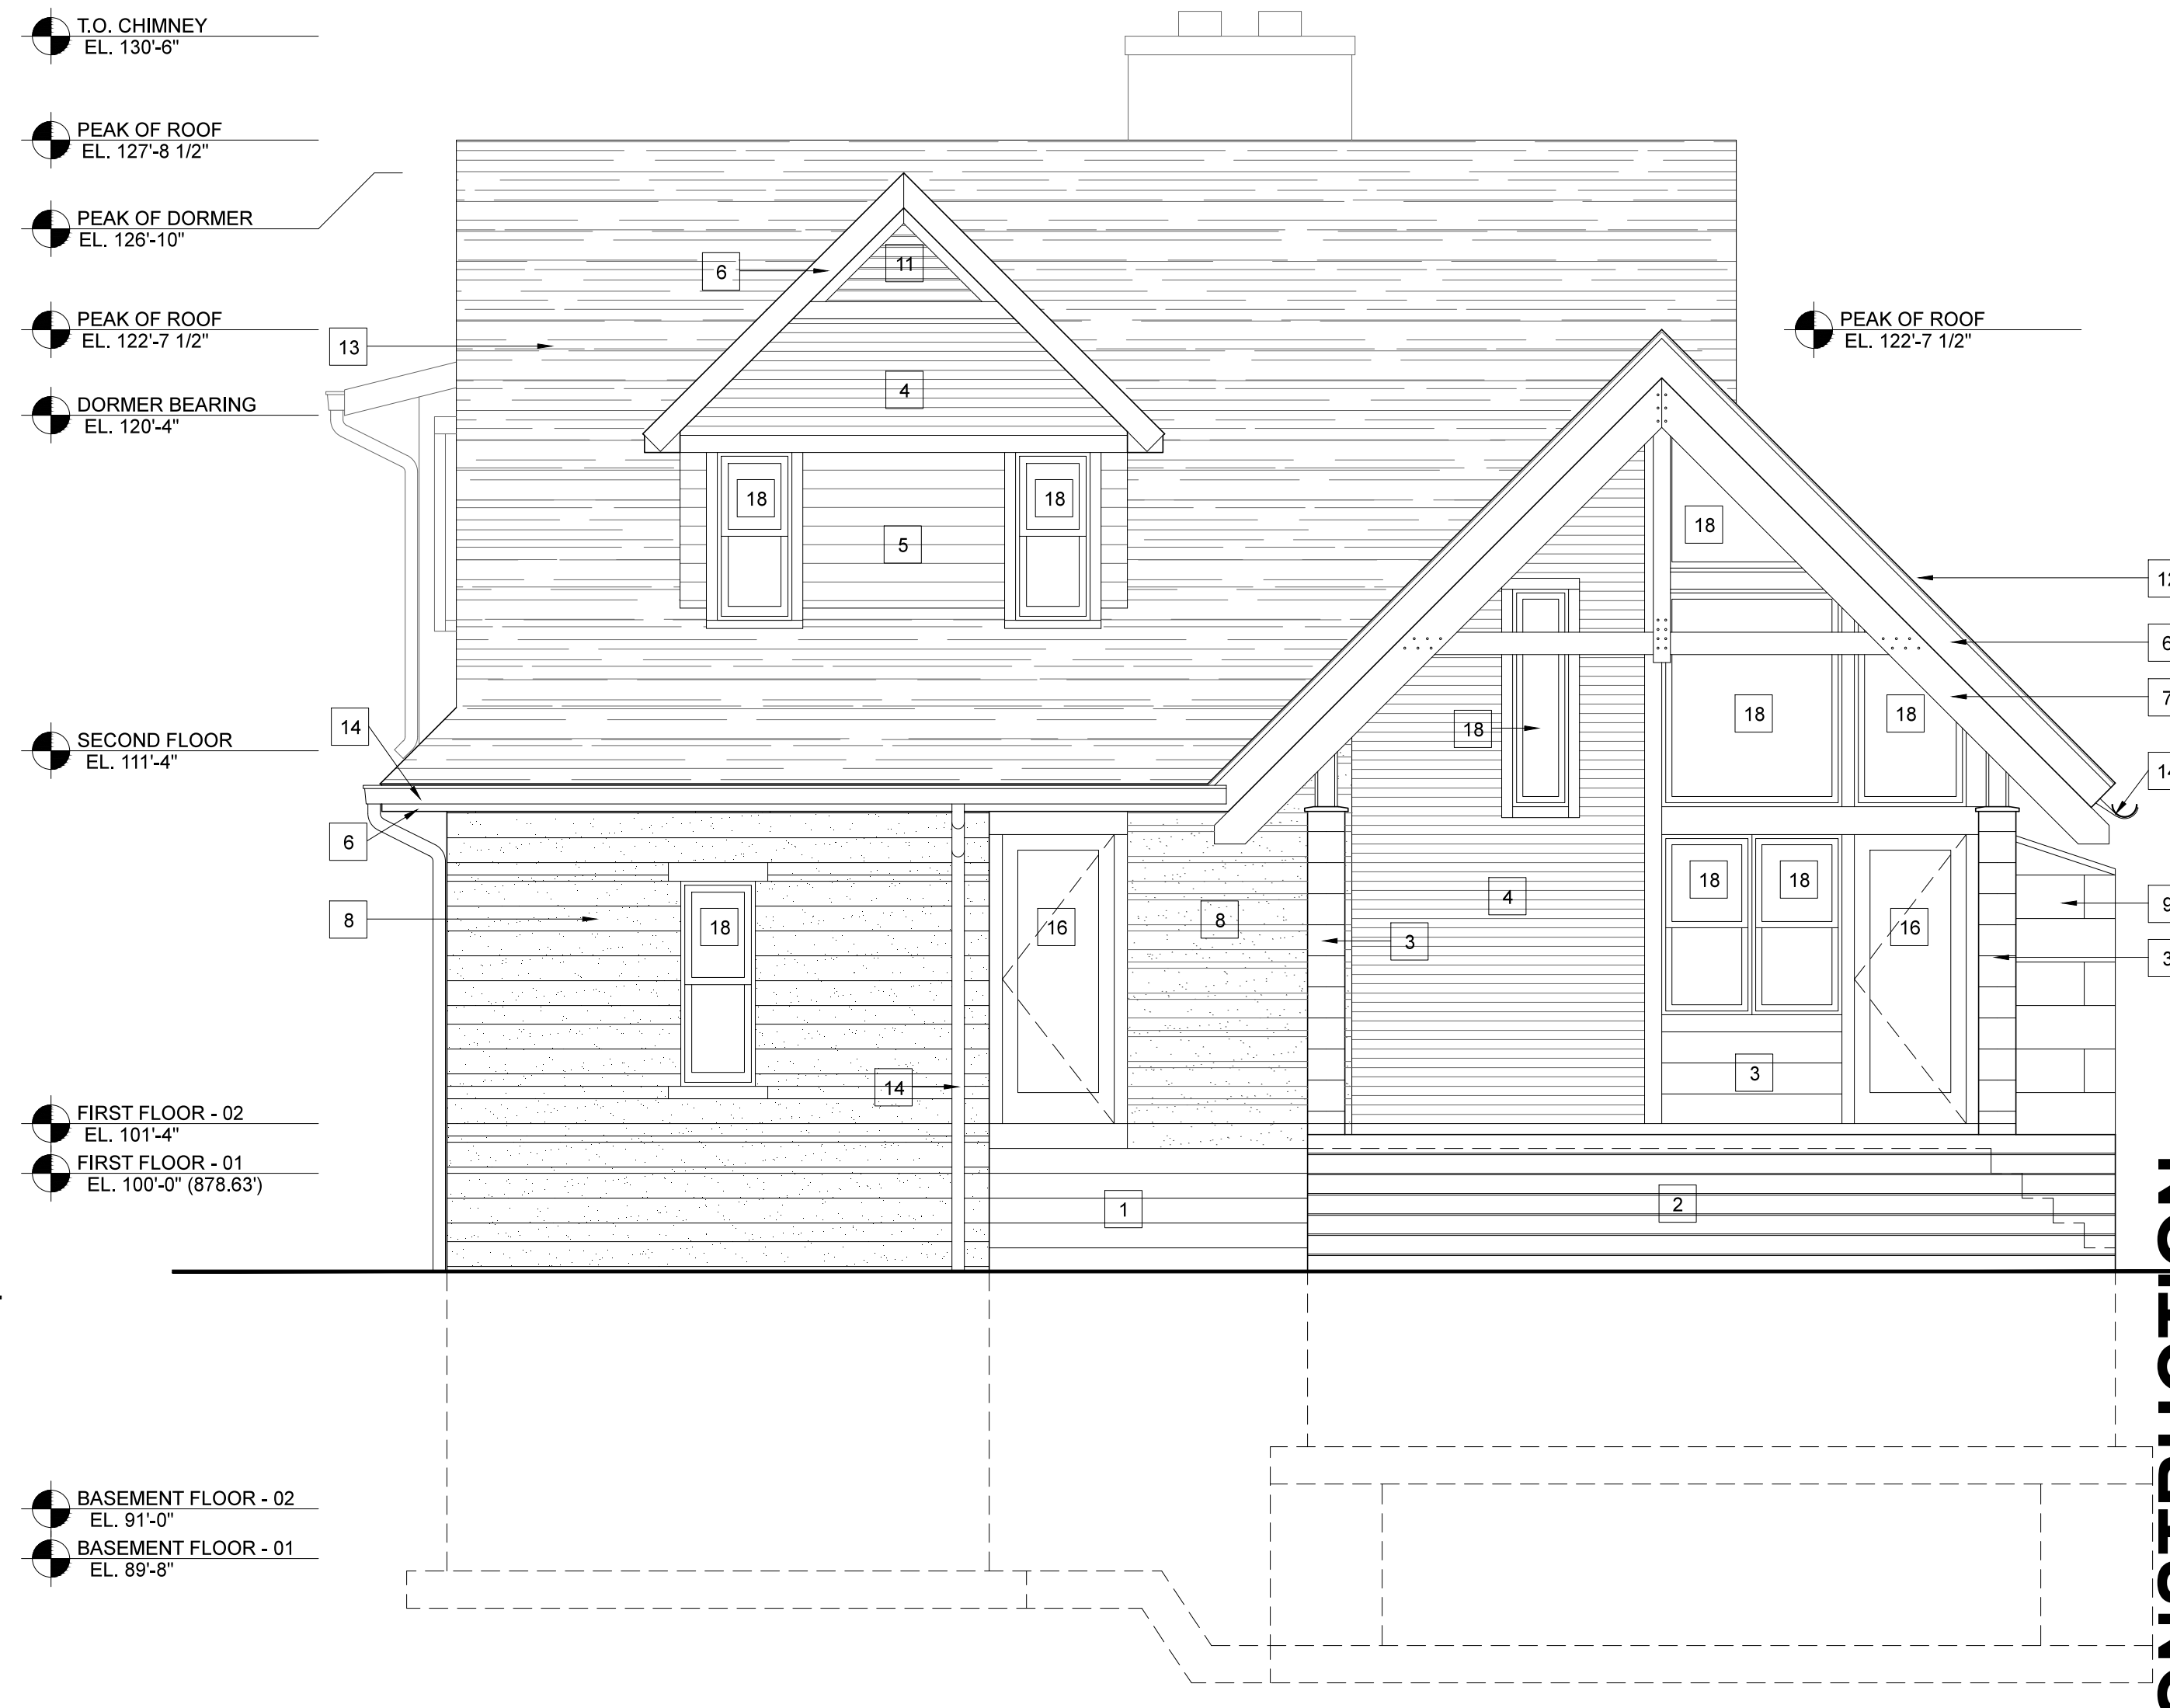 T.O. CHIMNEY
EL. 130'-6"
PEAK OF ROOF
EL. 127'-8 1/2"
PEAK OF DORMER
EL. 126'-10"
6
11
PEAK OF ROOF
EL. 122'-7 1/2"
PEAK OF ROOF
EL. 122'-7 1/2"
13
4
DORMER BEARING
EL. 120'-4"
18
18
18
5
6
7
18
18
18
14
SECOND FLOOR
EL. 111'-4"
6
18
18
4
9
8
18
16
8
16
3
3
14
3
FIRST FLOOR - 02
EL. 101'-4"
FIRST FLOOR - 01
EL. 100'-0" (878.63')
1
2
BASEMENT FLOOR - 02
EL. 91'-0"
BASEMENT FLOOR - 01
EL. 89'-8"